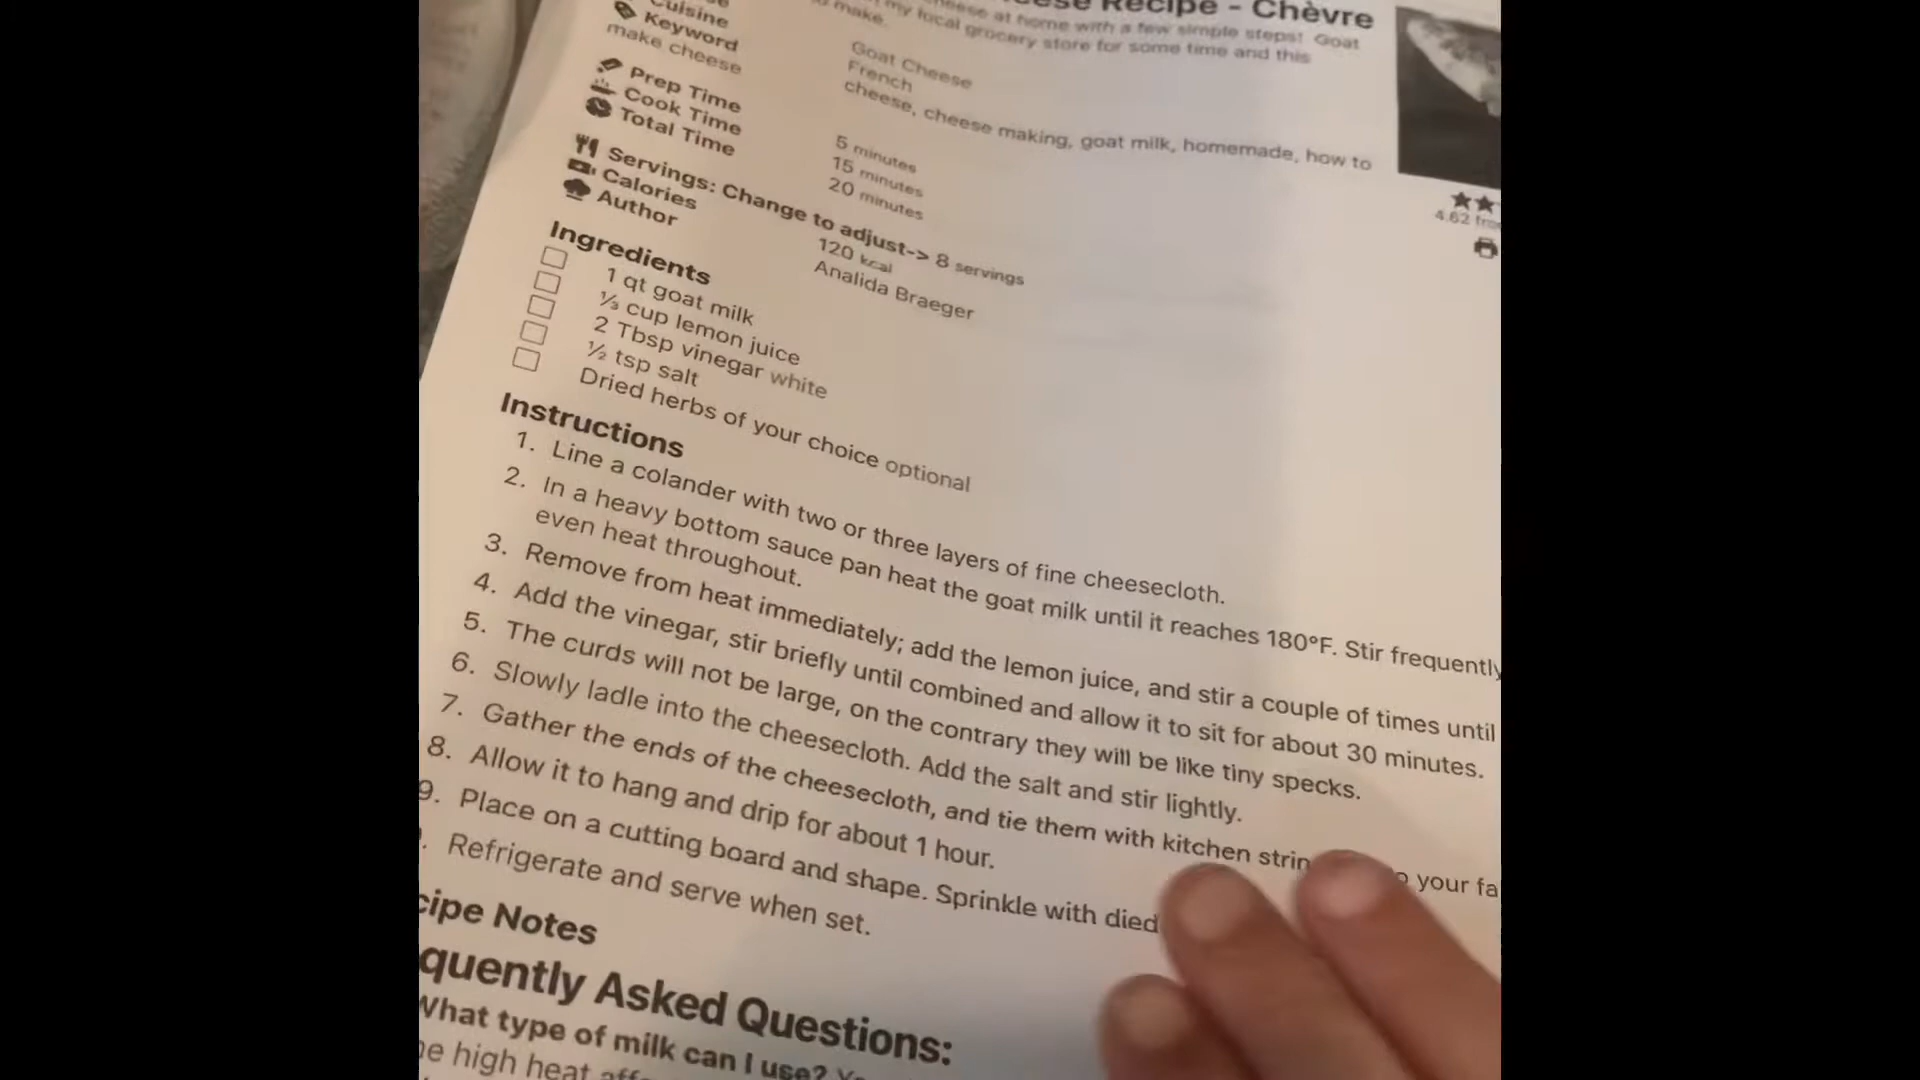 Recipe - Chèvre
cheese at home with a few simple steps! Goat
my local grocery store for some time and this
make.
Cuisine
Keyword
make cheese
Goat Cheese
French
cheese, cheese making, goat milk, homemade, how to
Prep Time
Cook Time
Total Time
5 minutes
15 minutes
20 minutes
Servings: Change to adjust-> 8 servings
Calories 120 kcal
Author Analida Braeger
4.62
Ingredients
1 qt goat milk
⅓ cup lemon juice
2 Tbsp vinegar white
½ tsp salt
Dried herbs of your choice optional
Instructions
1. Line a colander with two or three layers of fine cheesecloth.
2. In a heavy bottom sauce pan heat the goat milk until it reaches 180°F. Stir frequently
even heat throughout.
3. Remove from heat immediately; add the lemon juice, and stir a couple of times until
4. Add the vinegar, stir briefly until combined and allow it to sit for about 30 minutes.
5. The curds will not be large, on the contrary they will be like tiny specks.
6. Slowly ladle into the cheesecloth. Add the salt and stir lightly.
7. Gather the ends of the cheesecloth, and tie them with kitchen strin your fa
8. Allow it to hang and drip for about 1 hour.
9. Place on a cutting board and shape. Sprinkle with died
Refrigerate and serve when set.
cipe Notes
quently Asked Questions:
What type of milk can I use?
he high heat